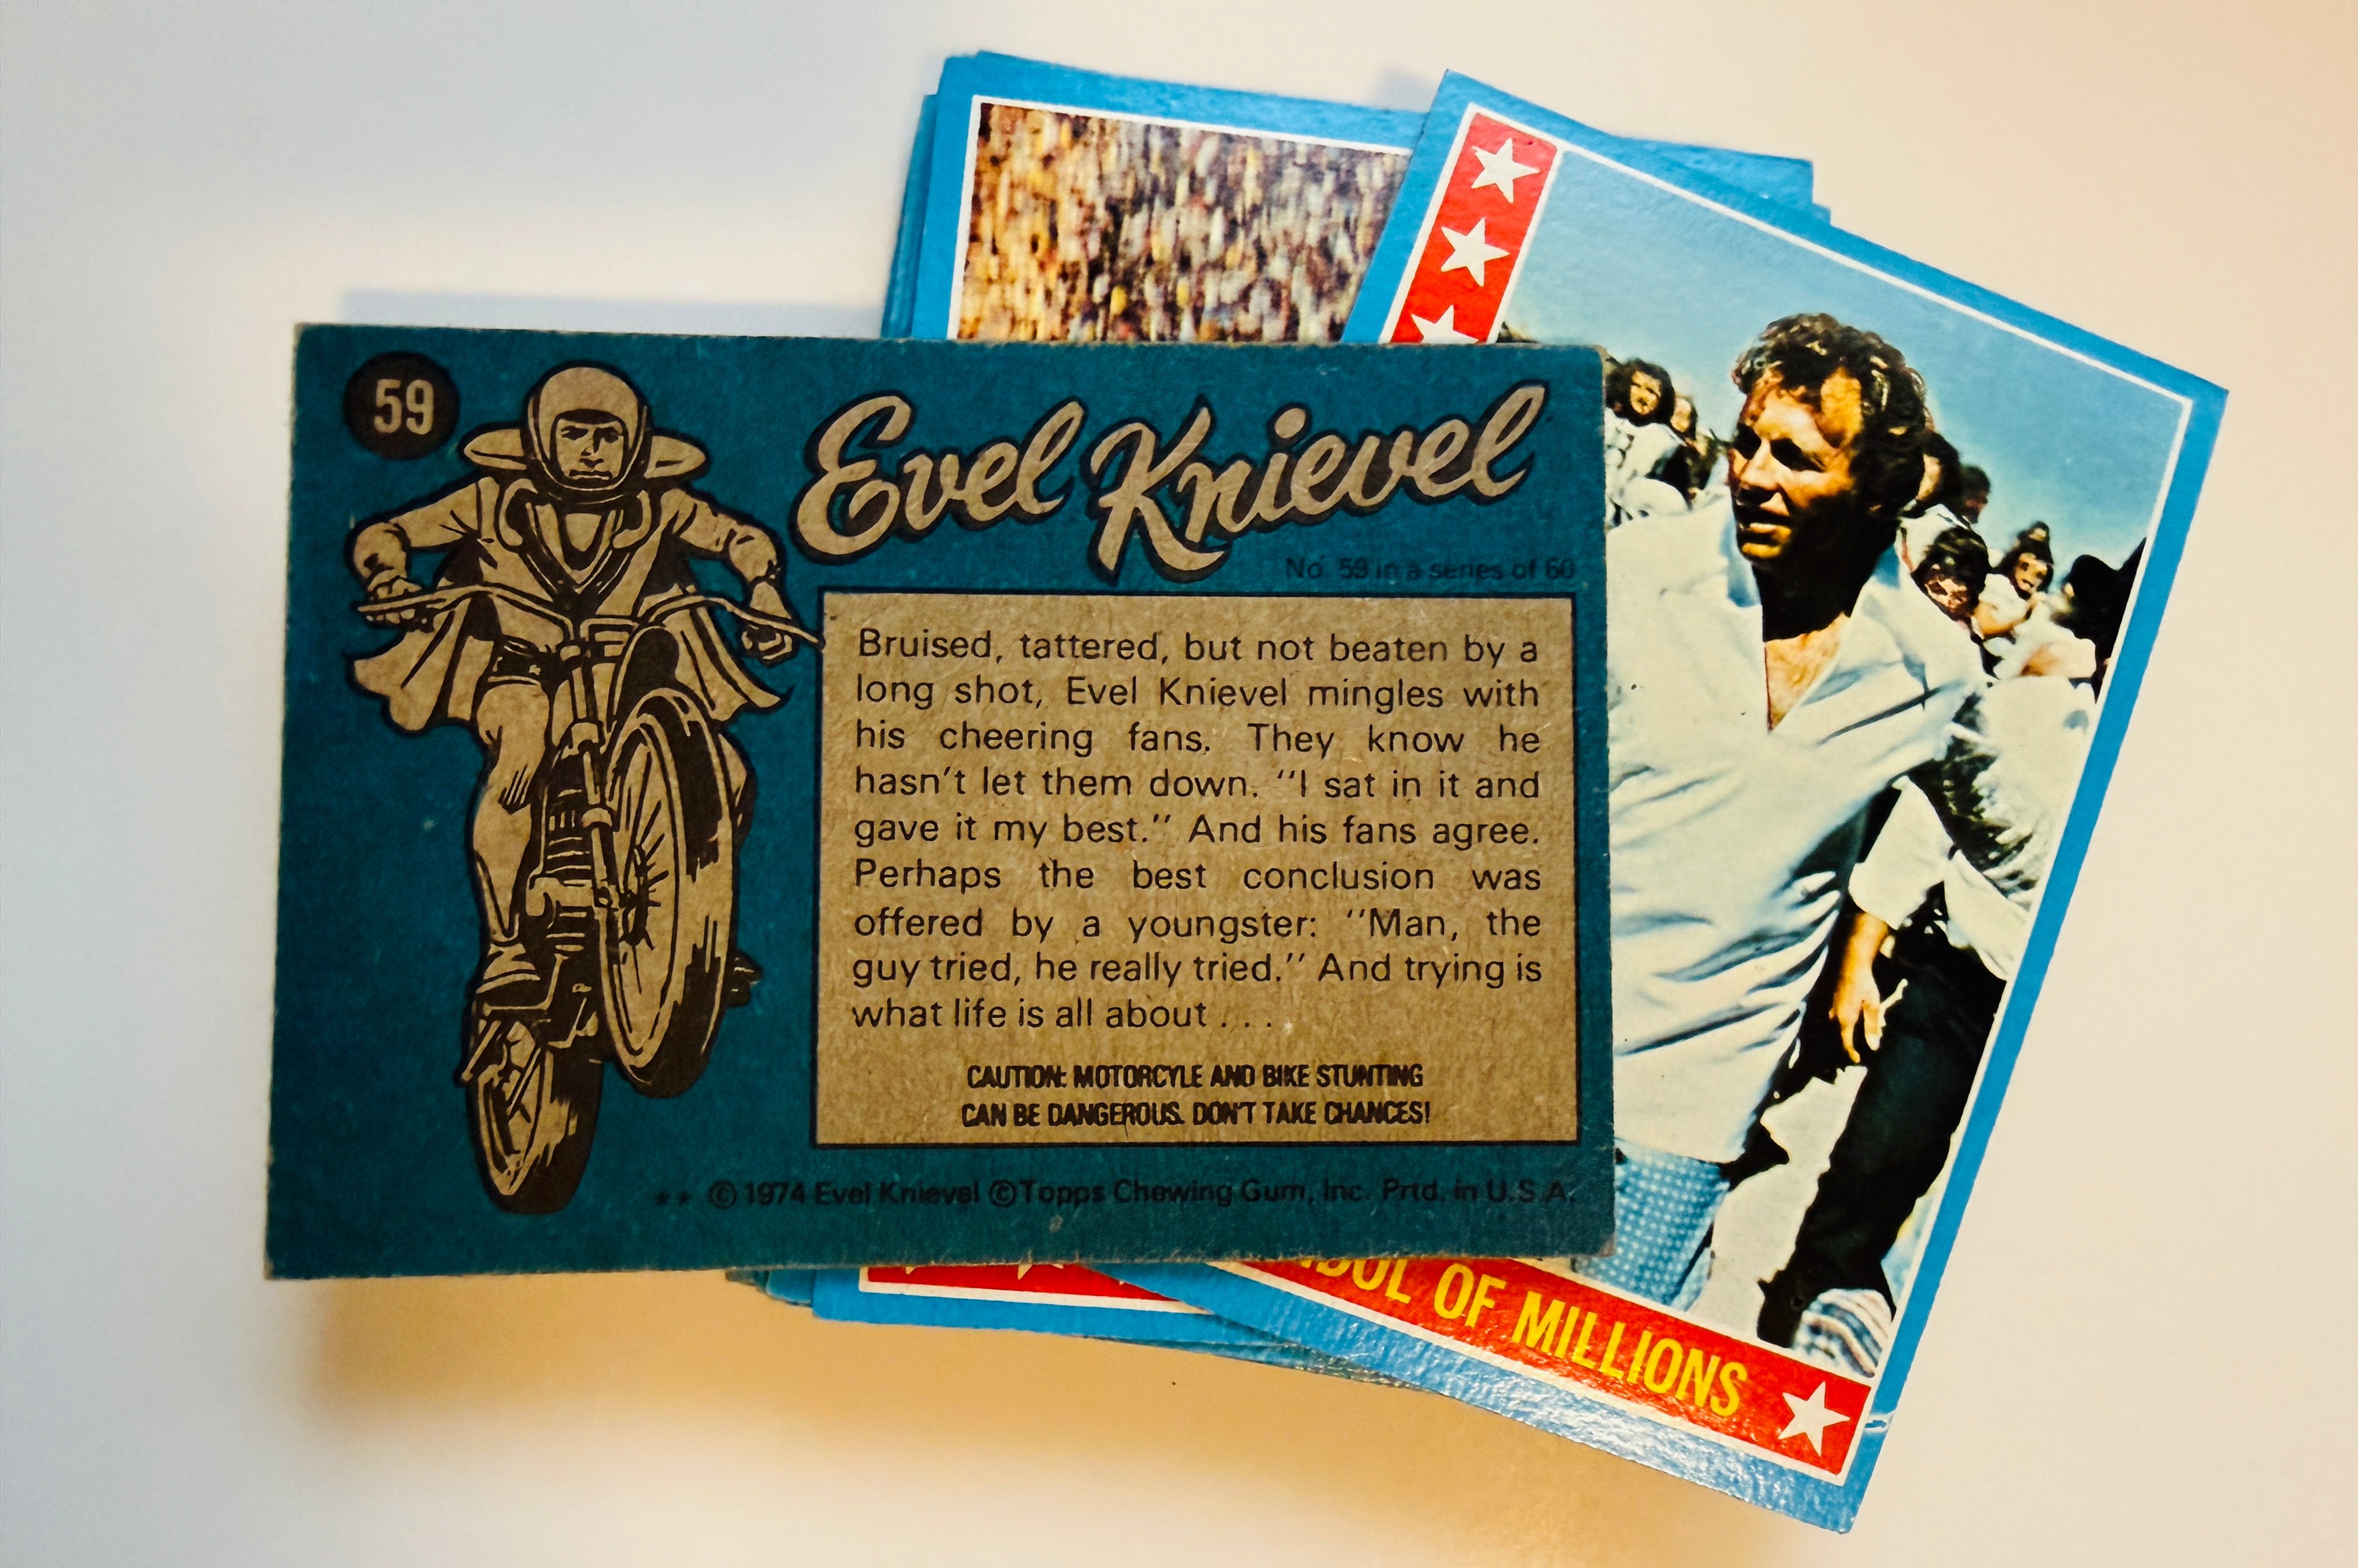 59
Evel Knievel
No. 59 in a series of 60
Bruised, tattered, but not beaten by a
long shot, Evel Knievel mingles with
his cheering fans. They know he
hasn't let them down. "I sat in it and
gave it my best." And his fans agree.
Perhaps the best conclusion was
offered by a youngster: "Man, the
guy tried, he really tried." And trying is
what life is all about . . .
CAUTION: MOTORCYLE AND BIKE STUNTING
CAN BE DANGEROUS. DON'T TAKE CHANCES!
** © 1974 Evel Knievel © Topps Chewing Gum, Inc. Prtd. in U.S.A.
IDOL OF MILLIONS